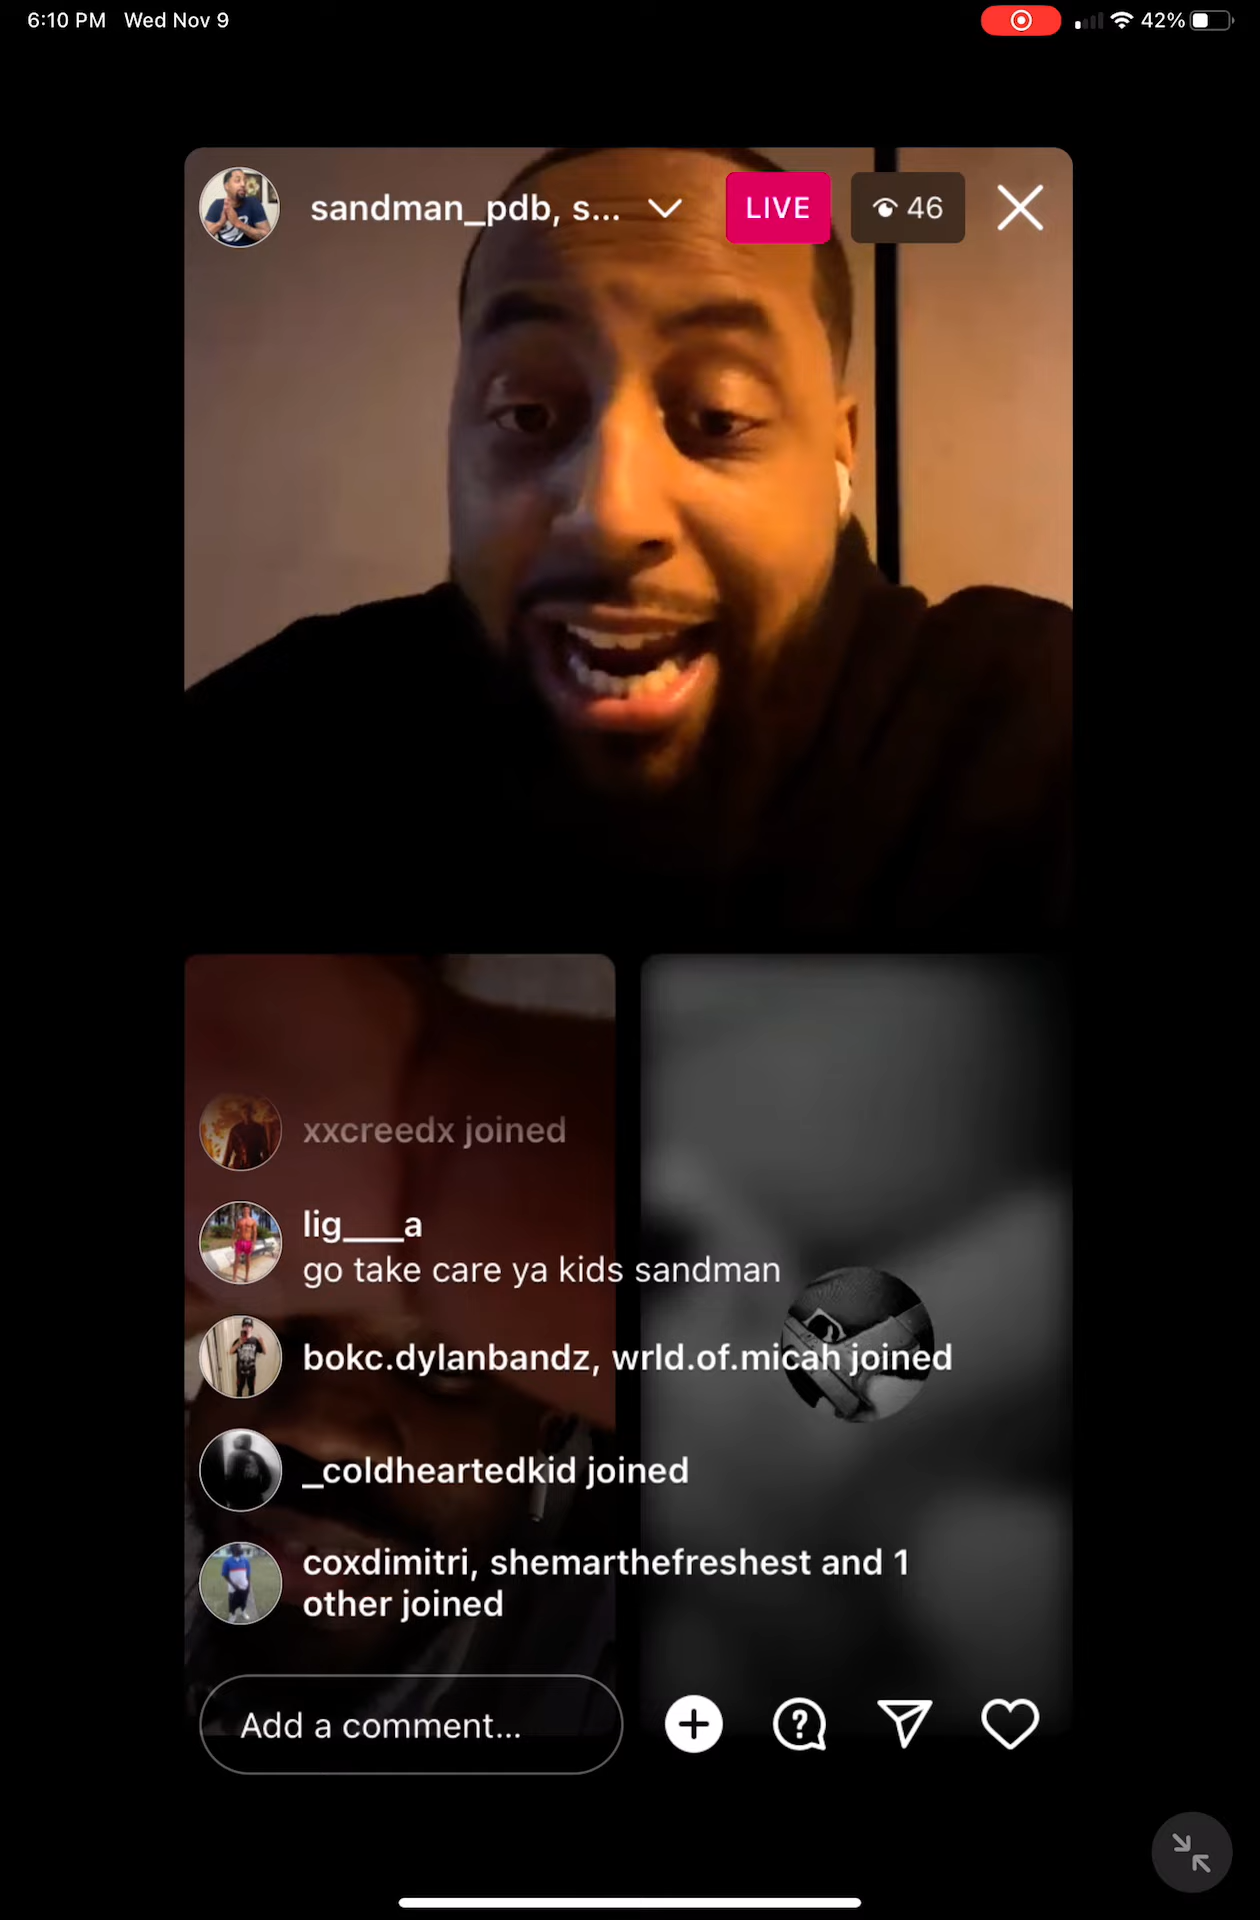 6:10 PM Wed Nov 9
42%
sandman_pdb, s...
LIVE
46
xxcreedx joined
lig___a
go take care ya kids sandman
bokc.dylanbandz, wrld.of.micah joined
_coldheartedkid joined
coxdimitri, shemarthefreshest and 1
other joined
Add a comment...